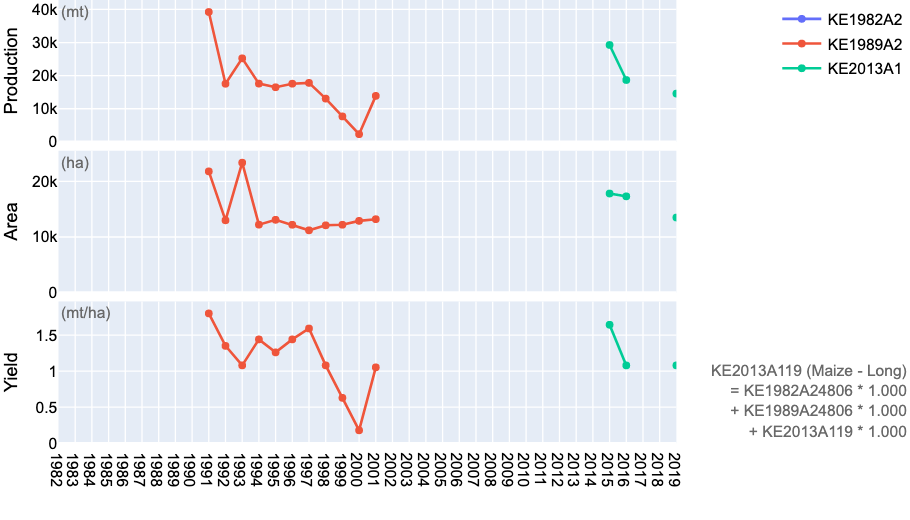 Production
(mt)
40k
30k
20k
10k
0
Area
(ha)
20k
10k
0
Yield
(mt/ha)
1.5
1
0.5
0
1982
1983
1984
1985
1986
1987
1988
1989
1990
1991
1992
1993
1994
1995
1996
1997
1998
1999
2000
2001
2002
2003
2004
2005
2006
2007
2008
2009
2010
2011
2012
2013
2014
2015
2016
2017
2018
2019
KE1982A2
KE1989A2
KE2013A1
KE2013A119 (Maize - Long)
= KE1982A24806 * 1.000
+ KE1989A24806 * 1.000
+ KE2013A119 * 1.000